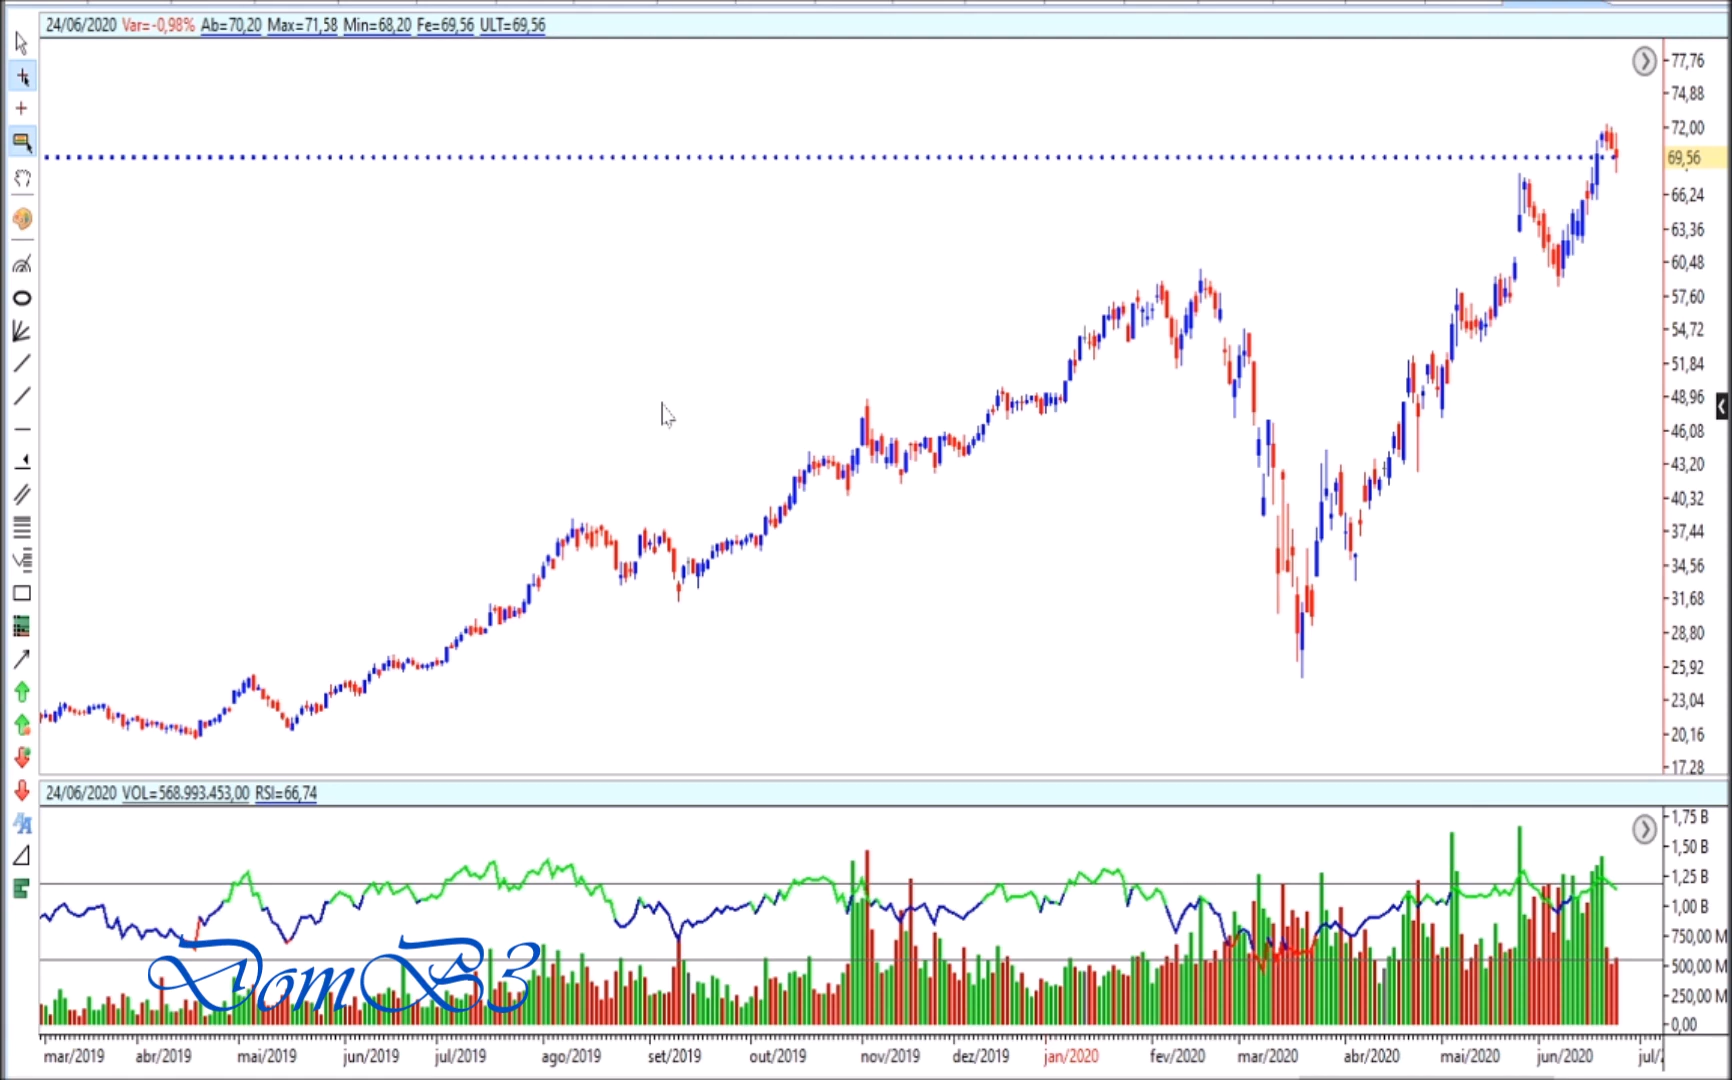 24/06/2020 Var=-0,98% Ab=70,20 Max=71,58 Min=68,20 Fe=69,56 ULT=69,56
77,76
74,88
72,00
69,56
66,24
63,36
60,48
57,60
54,72
51,84
48,96
46,08
43,20
40,32
37,44
34,56
31,68
28,80
25,92
23,04
20,16
17,28
24/06/2020 VOL=568.993.453,00 RSI=66,74
1,75 B
1,50 B
1,25 B
1,00 B
750,00 M
500,00 M
250,00 M
0,00
DomB3
mar/2019 abr/2019 mai/2019 jun/2019 jul/2019 ago/2019 set/2019 out/2019 nov/2019 dez/2019 jan/2020 fev/2020 mar/2020 abr/2020 mai/2020 jun/2020 jul/